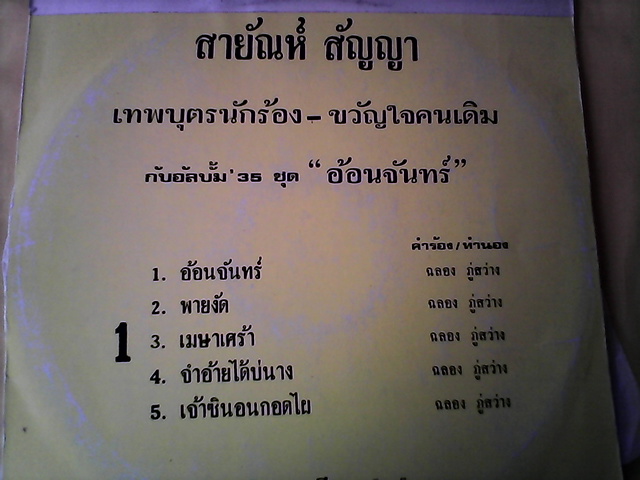 สายัณห์ สัญญา
เทพบุตรนักร้อง - ขวัญใจคนเดิม
กับอัลบั้ม '35 ชุด "อ้อนจันทร์"
คำร้อง/ทำนอง
1. อ้อนจันทร์ ฉลอง ภู่สว่าง
2. พายงัด ฉลอง ภู่สว่าง
1
3. เมษาเศร้า ฉลอง ภู่สว่าง
4. จำอ้ายได้บ่นาง ฉลอง ภู่สว่าง
5. เจ้าซินอนกอดไผ ฉลอง ภู่สว่าง